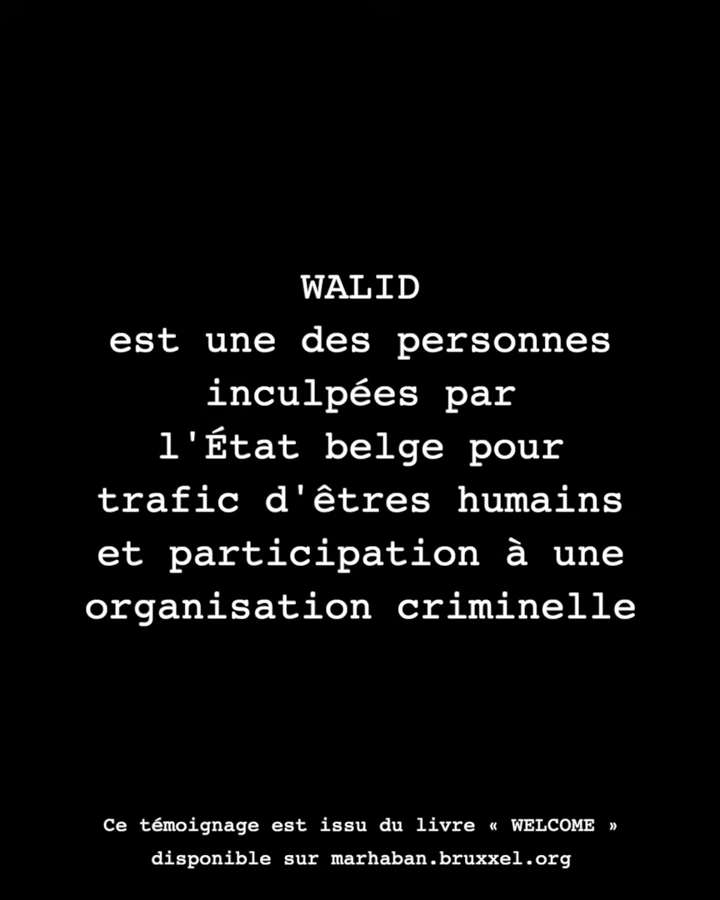 WALID
est une des personnes
inculpées par
l'État belge pour
trafic d'êtres humains
et participation à une
organisation criminelle
Ce témoignage est issu du livre « WELCOME »
disponible sur marhaban.bruxxel.org